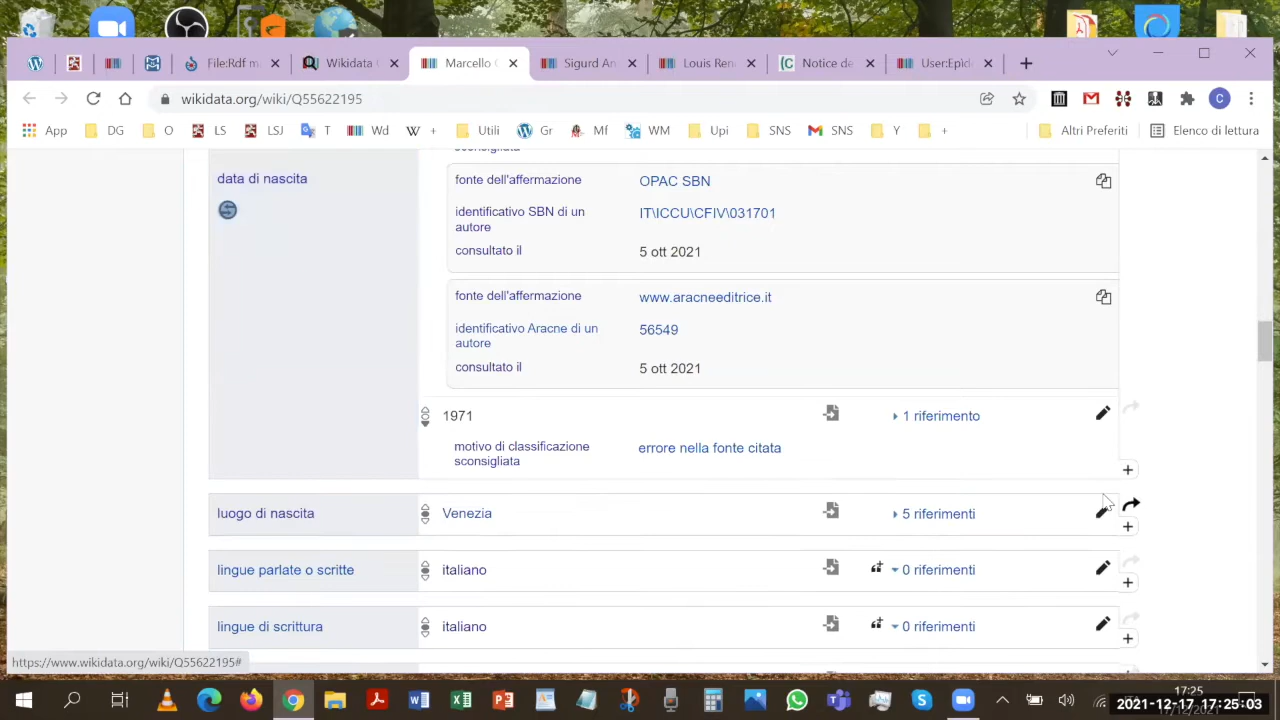 File:Rdf m
Wikidata
Marcello
Sigurd An
Louis Ren
Notice de
User:Epid
wikidata.org/wiki/Q55622195
C
App
DG
O
LS
LSJ
T
Wd
+
Utili
Gr
Mf
WM
Upi
SNS
SNS
Y
+
Altri Preferiti
Elenco di lettura
sconsigliata
data di nascita
fonte dell'affermazione
OPAC SBN
identificativo SBN di un
autore
IT\ICCU\CFIV\031701
consultato il
5 ott 2021
fonte dell'affermazione
www.aracneeditrice.it
identificativo Aracne di un
autore
56549
consultato il
5 ott 2021
1971
1 riferimento
motivo di classificazione
sconsigliata
errore nella fonte citata
luogo di nascita
Venezia
5 riferimenti
lingue parlate o scritte
italiano
0 riferimenti
lingue di scrittura
italiano
0 riferimenti
https://www.wikidata.org/wiki/Q55622195#
17:25
2021-12-17 17:25:03